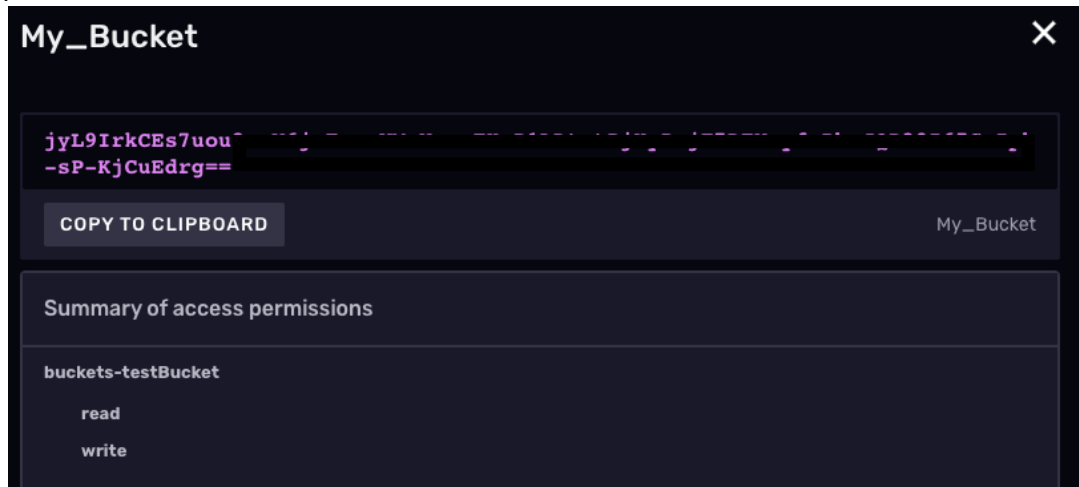 My_Bucket
jyL9IrkCEs7uou
-sP-KjCuEdrg==
COPY TO CLIPBOARD
My_Bucket
Summary of access permissions
buckets-testBucket
read
write